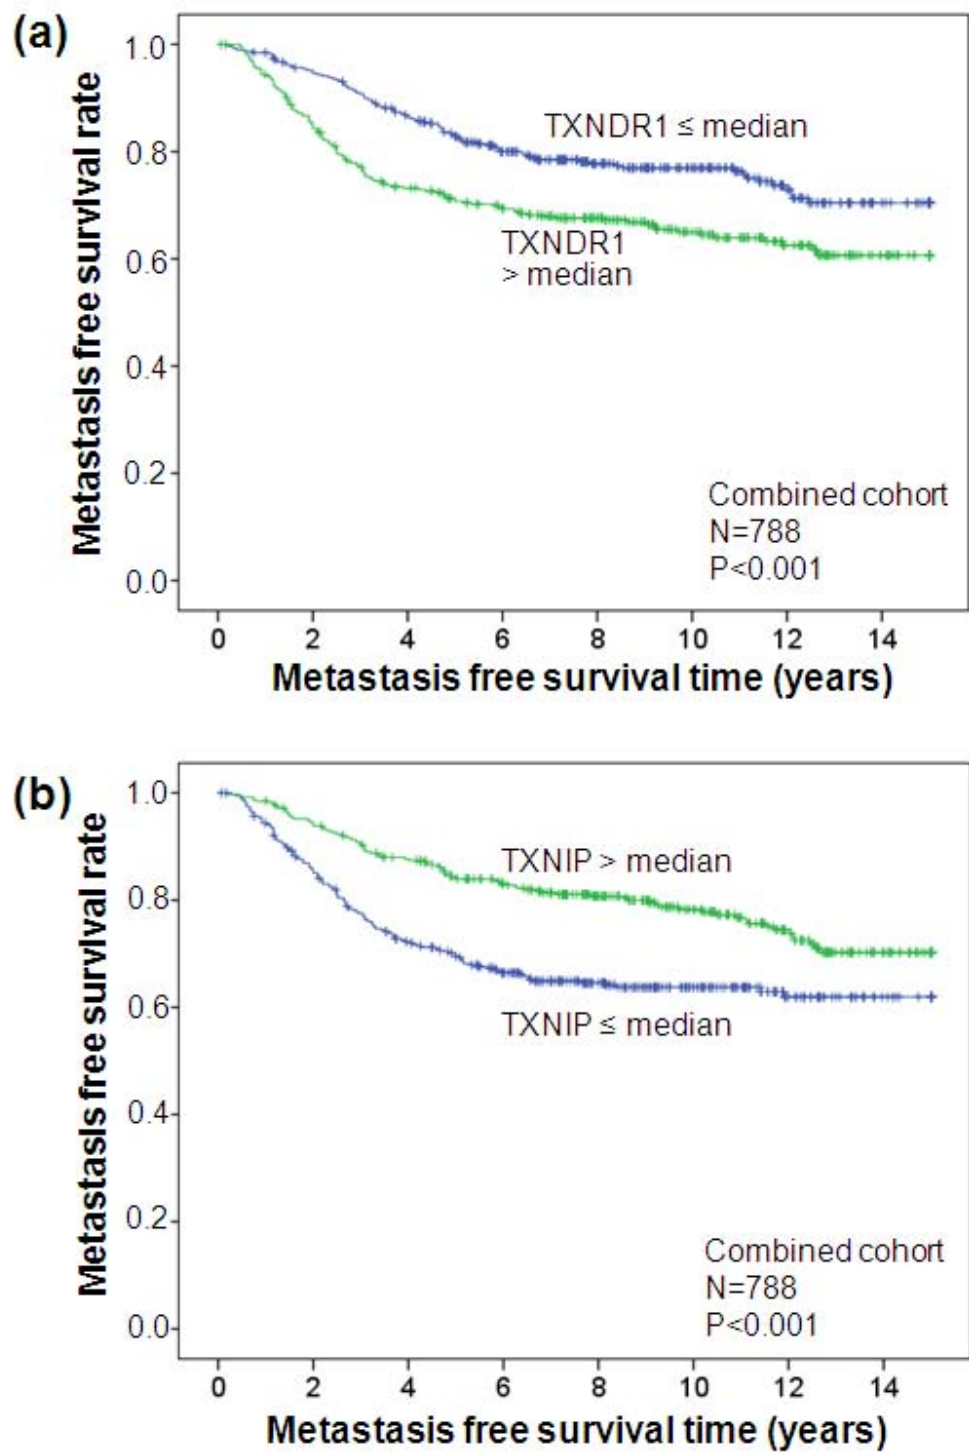 (a)
Metastasis free survival rate
1.0
0.8
0.6
0.4
0.2
0.0
TXNDR1 ≤ median
TXNDR1
> median
Combined cohort
N=788
P<0.001
0 2 4 6 8 10 12 14
Metastasis free survival time (years)
(b)
Metastasis free survival rate
1.0
0.8
0.6
0.4
0.2
0.0
TXNIP > median
TXNIP ≤ median
Combined cohort
N=788
P<0.001
0 2 4 6 8 10 12 14
Metastasis free survival time (years)